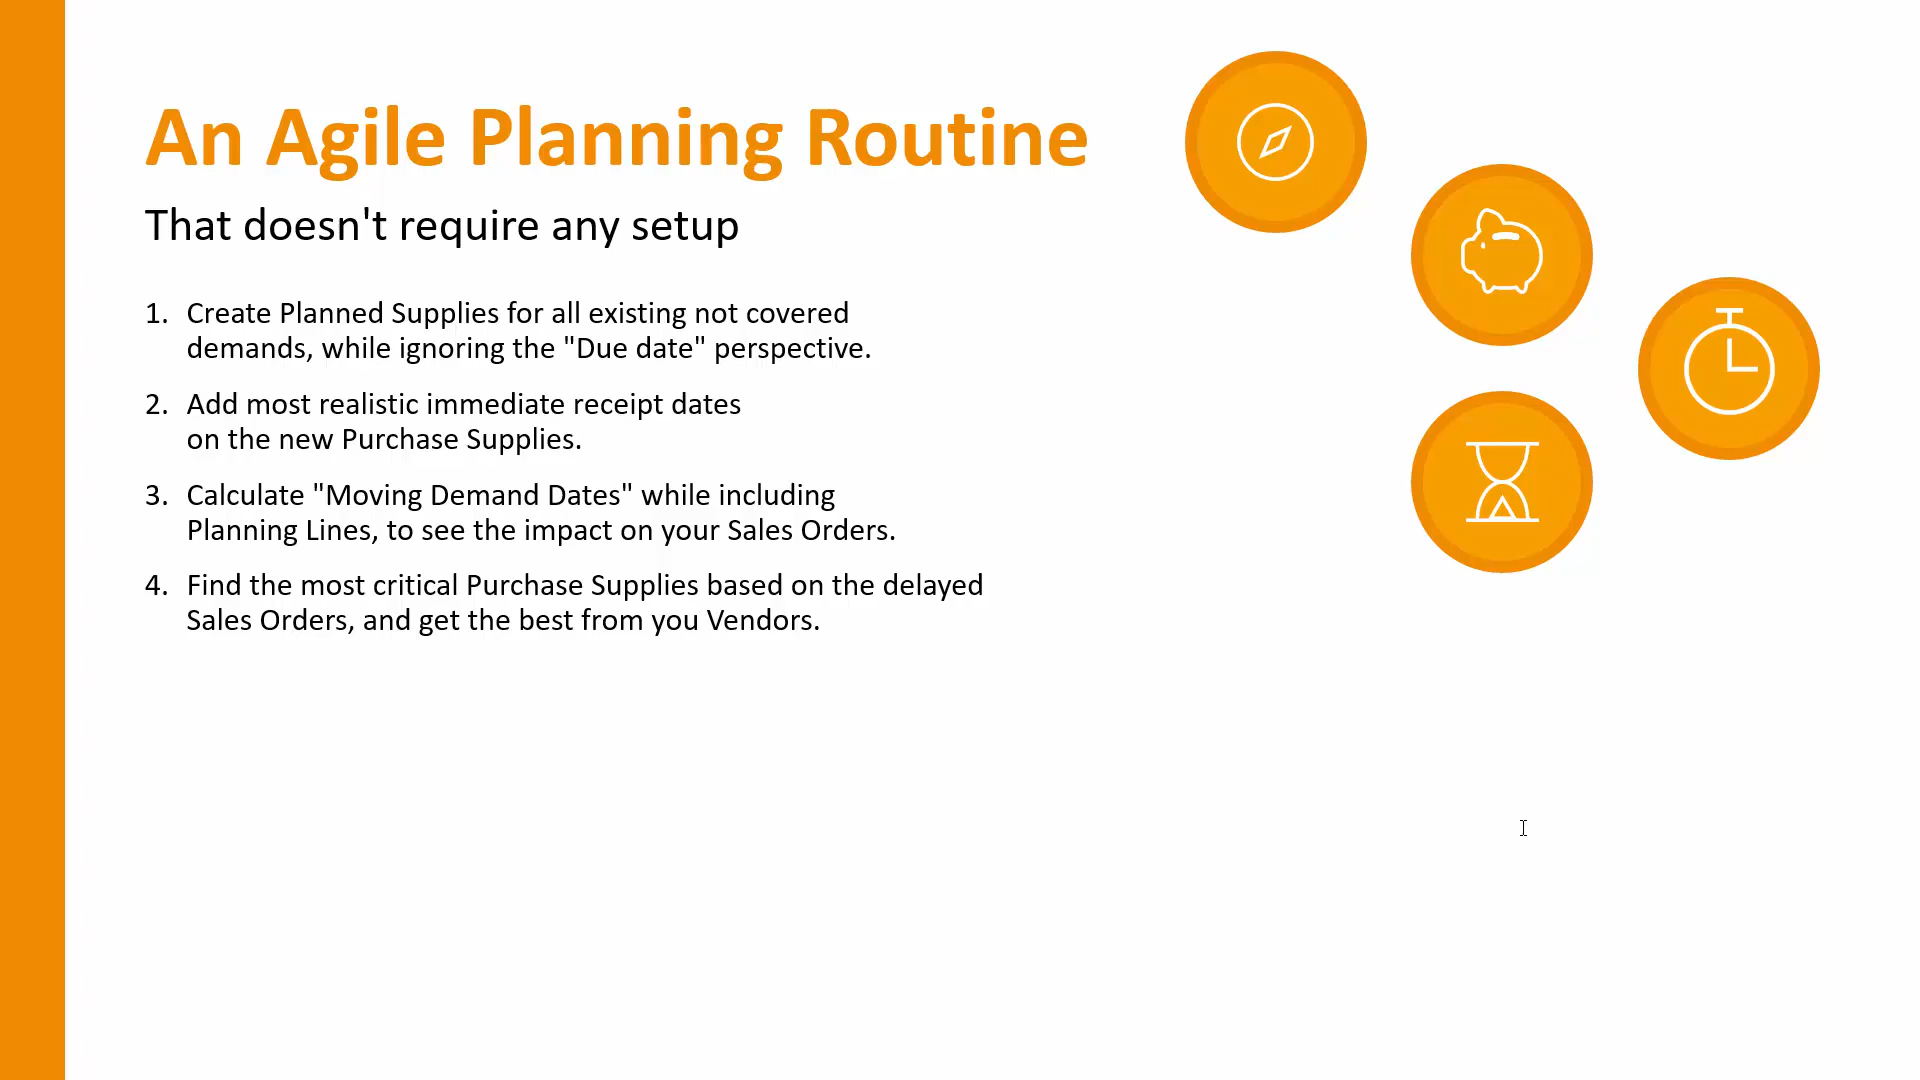 An Agile Planning Routine
That doesn't require any setup
1. Create Planned Supplies for all existing not covered
demands, while ignoring the "Due date" perspective.
2. Add most realistic immediate receipt dates
on the new Purchase Supplies.
3. Calculate "Moving Demand Dates" while including
Planning Lines, to see the impact on your Sales Orders.
4. Find the most critical Purchase Supplies based on the delayed
Sales Orders, and get the best from you Vendors.